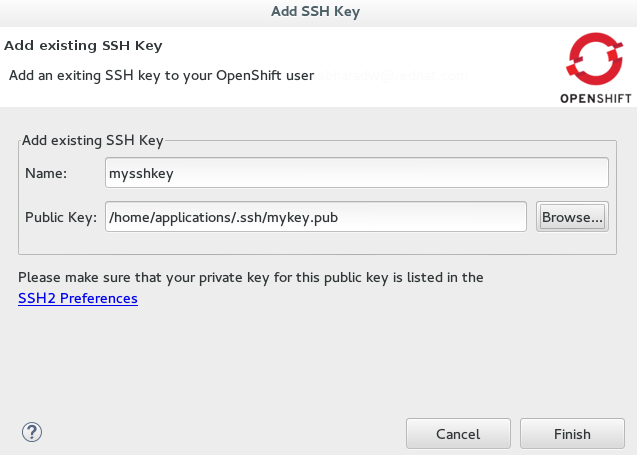 Add SSH Key
Add existing SSH Key
Add an exiting SSH key to your OpenShift user
OPENSHIFT
Add existing SSH Key
Name: mysshkey
Public Key: /home/applications/.ssh/mykey.pub Browse...
Please make sure that your private key for this public key is listed in the
SSH2 Preferences
? Cancel Finish